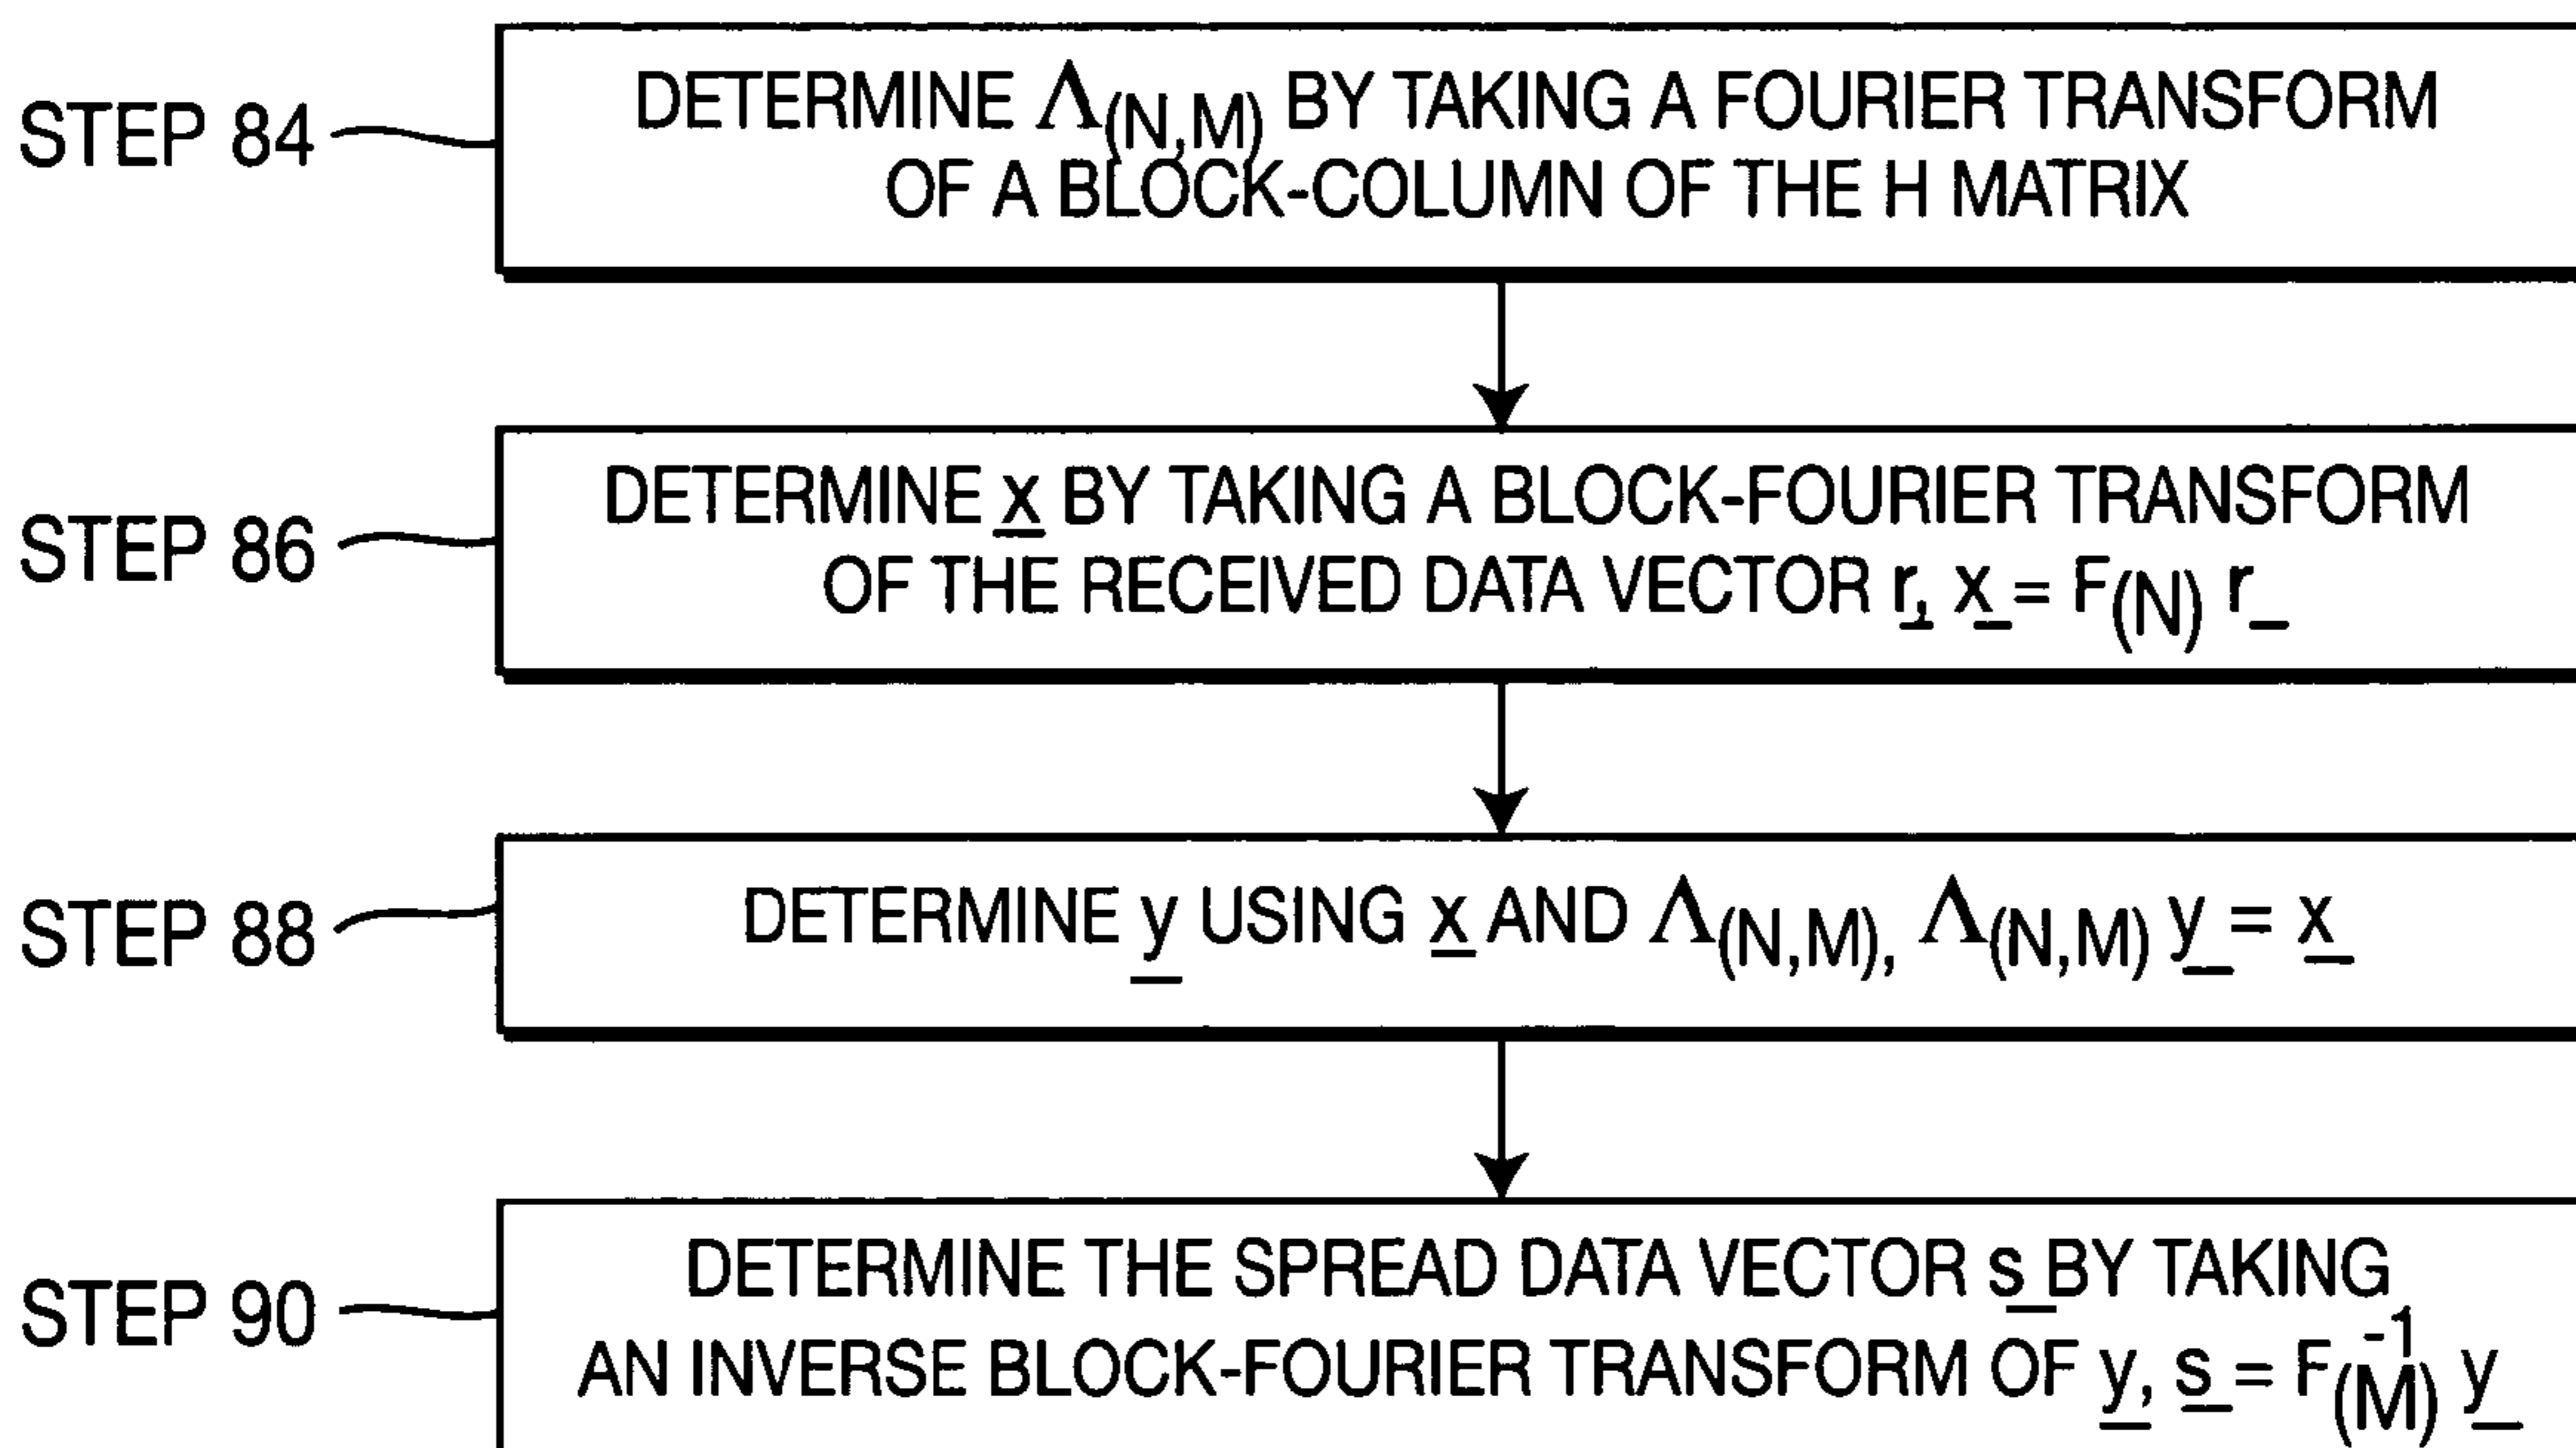 STEP 84
DETERMINE Λ(N,M) BY TAKING A FOURIER TRANSFORM
OF A BLOCK-COLUMN OF THE H MATRIX
STEP 86
DETERMINE x BY TAKING A BLOCK-FOURIER TRANSFORM
OF THE RECEIVED DATA VECTOR r, x = F(N) r
STEP 88
DETERMINE y USING x AND Λ(N,M), Λ(N,M) y = x
STEP 90
DETERMINE THE SPREAD DATA VECTOR s BY TAKING
AN INVERSE BLOCK-FOURIER TRANSFORM OF y, s = F(M)-1 y